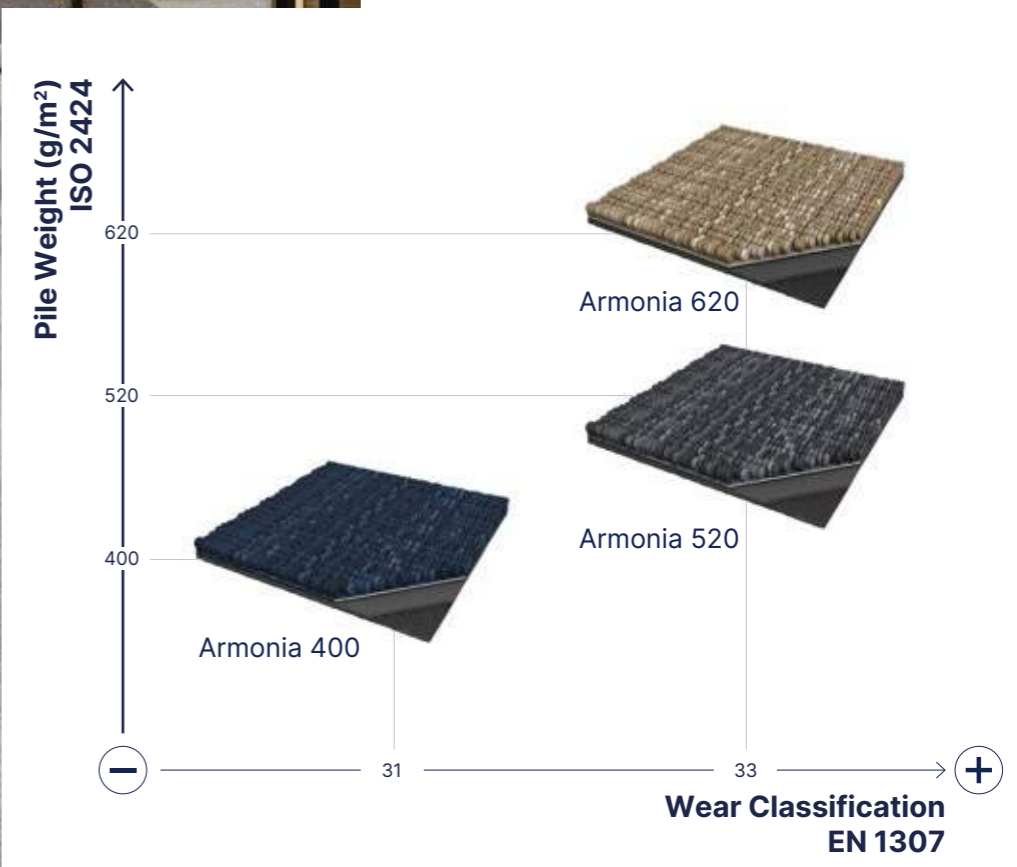 Pile Weight (g/m²)
ISO 2424
620
Armonia 620
520
Armonia 520
400
Armonia 400
31
33
Wear Classification
EN 1307